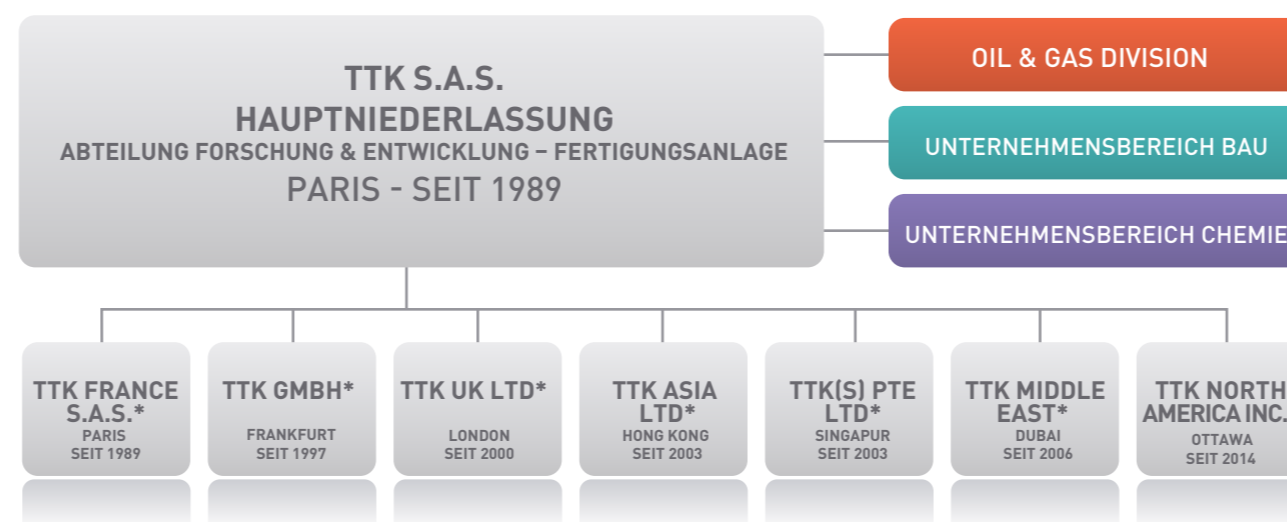 TTK S.A.S.
HAUPTNIEDERLASSUNG
ABTEILUNG FORSCHUNG & ENTWICKLUNG – FERTIGUNGSANLAGE
PARIS - SEIT 1989
OIL & GAS DIVISION
UNTERNEHMENSBEREICH BAU
UNTERNEHMENSBEREICH CHEMIE
TTK FRANCE
S.A.S.*
PARIS
SEIT 1989
TTK GMBH*
FRANKFURT
SEIT 1997
TTK UK LTD*
LONDON
SEIT 2000
TTK ASIA
LTD*
HONG KONG
SEIT 2003
TTK(S) PTE
LTD*
SINGAPUR
SEIT 2003
TTK MIDDLE
EAST*
DUBAI
SEIT 2006
TTK NORTH
AMERICA INC.
OTTAWA
SEIT 2014